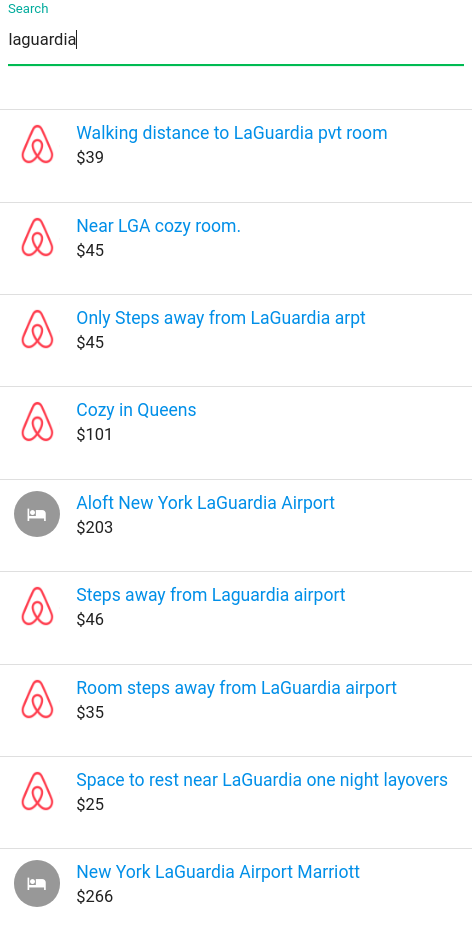 Search
laguardia
Walking distance to LaGuardia pvt room
$39
Near LGA cozy room.
$45
Only Steps away from LaGuardia arpt
$45
Cozy in Queens
$101
Aloft New York LaGuardia Airport
$203
Steps away from Laguardia airport
$46
Room steps away from LaGuardia airport
$35
Space to rest near LaGuardia one night layovers
$25
New York LaGuardia Airport Marriott
$266